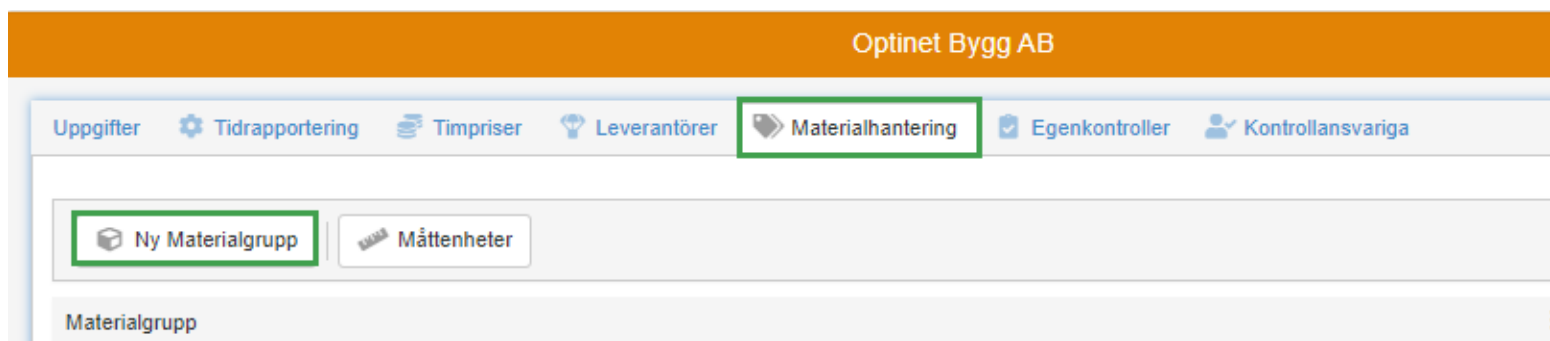 Optinet Bygg AB
Uppgifter Tidrapportering Timpriser Leverantörer Materialhantering Egenkontroller Kontrollansvariga
Ny Materialgrupp Måttenheter
Materialgrupp